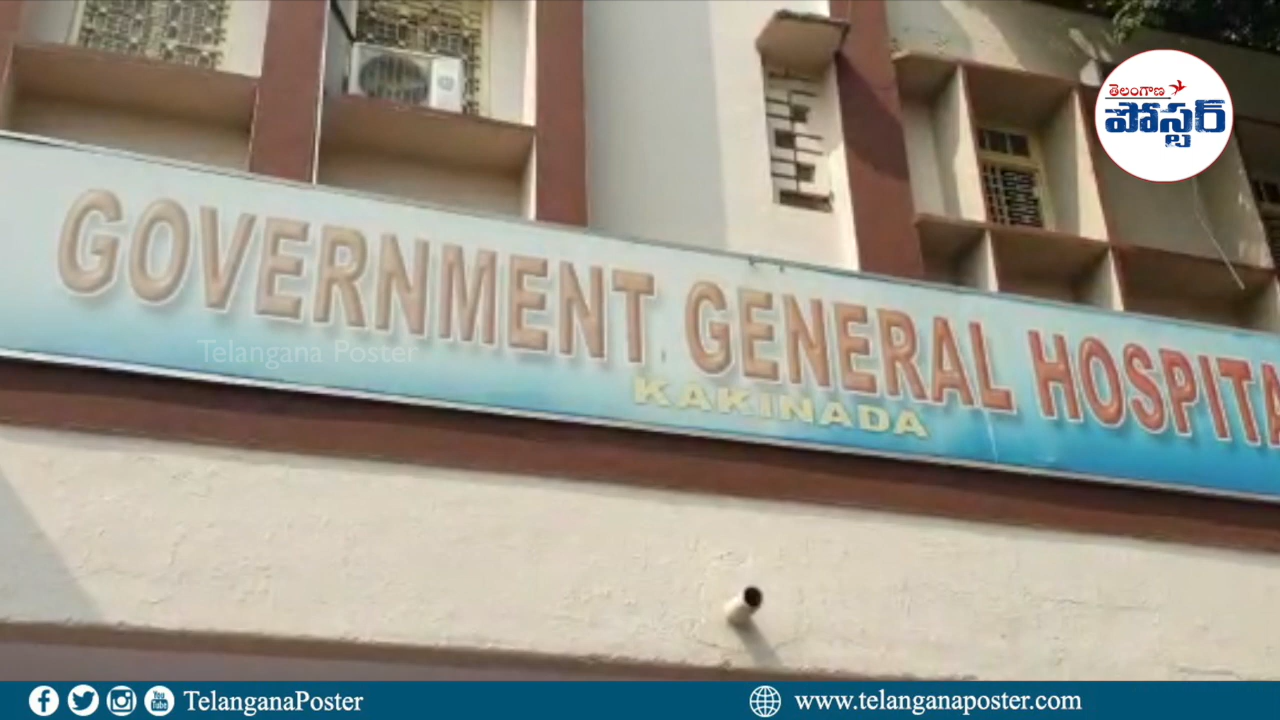 తెలంగాణ
పోస్టర్
GOVERNMENT GENERAL HOSPITA
KAKINADA
Telangana Poster
TelanganaPoster
www.telanganaposter.com